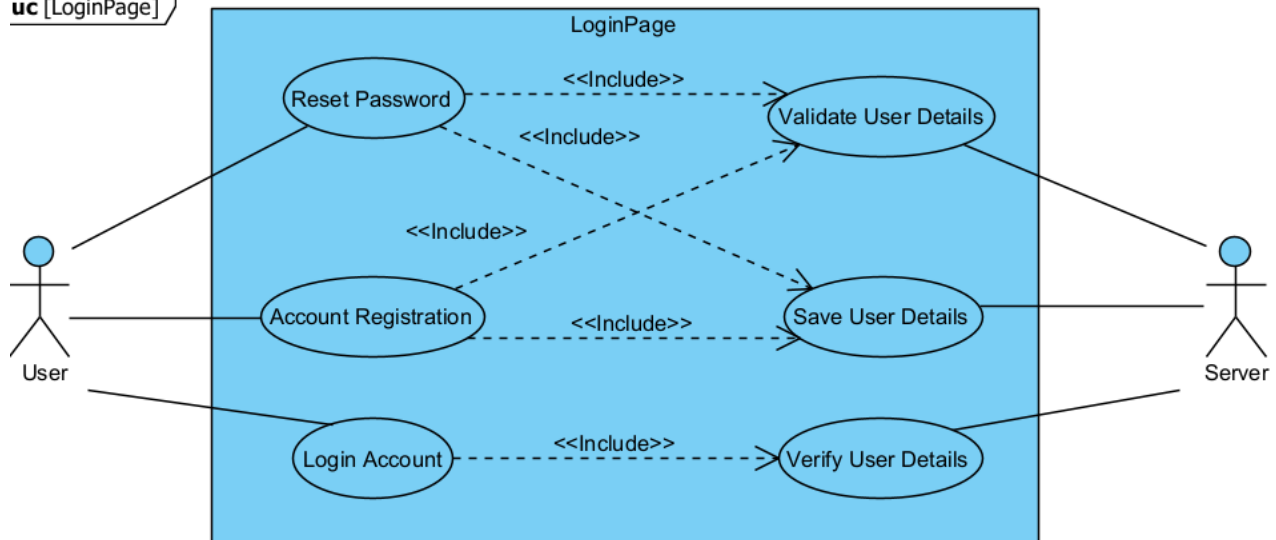 uc [LoginPage]
LoginPage
Reset Password
<<Include>>
Validate User Details
<<Include>>
<<Include>>
Account Registration
<<Include>>
Save User Details
User
Server
Login Account
<<Include>>
Verify User Details